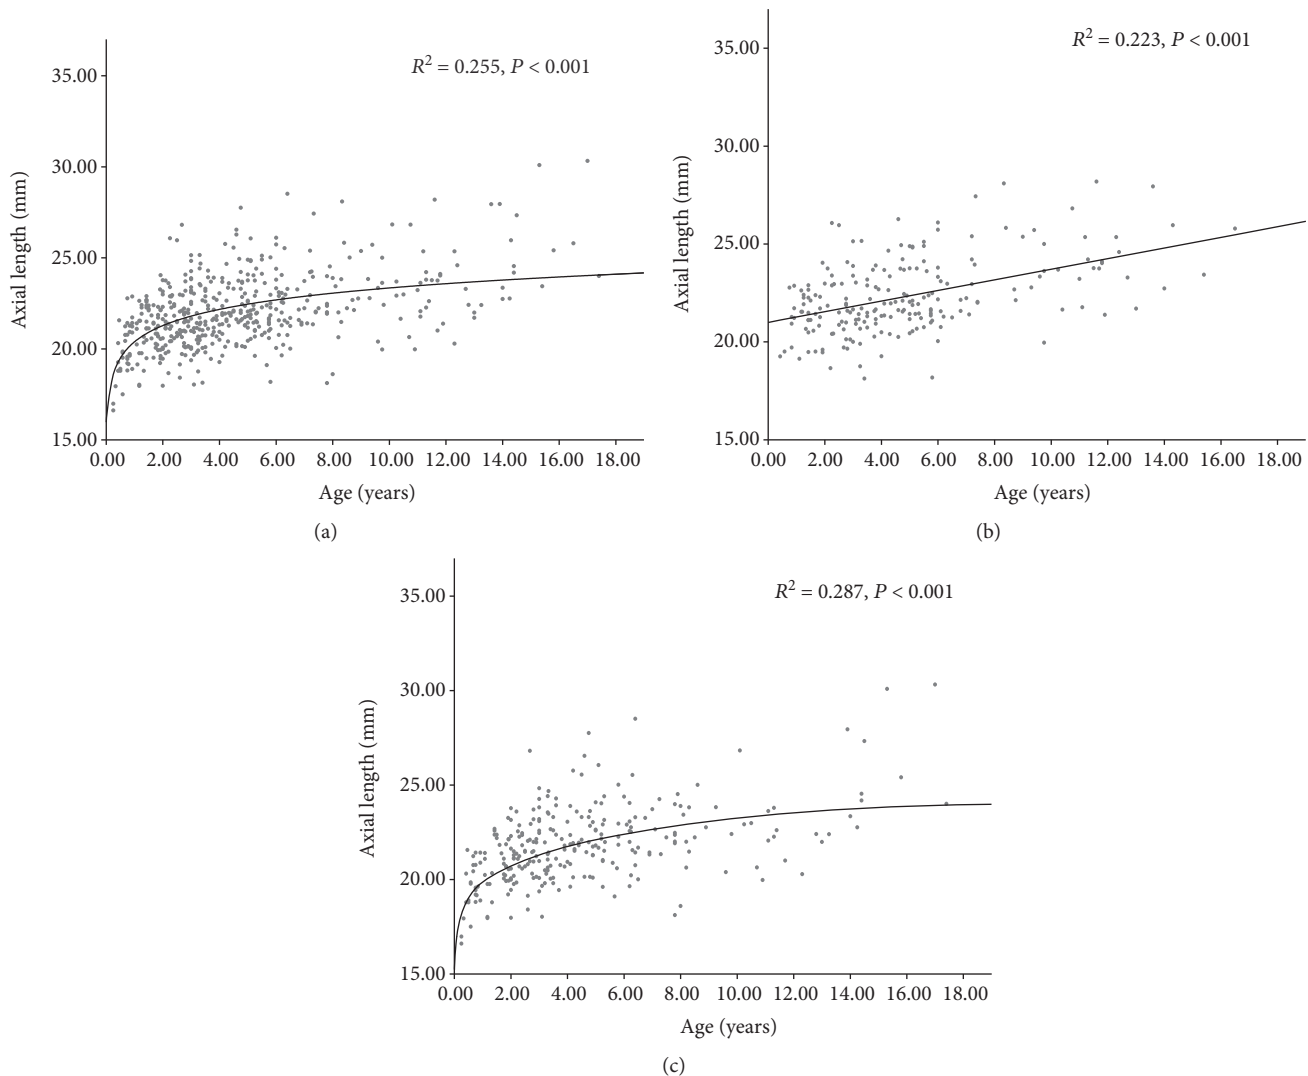 R² = 0.255, P < 0.001
35.00
30.00
25.00
20.00
15.00
Axial length (mm)
0.00 2.00 4.00 6.00 8.00 10.00 12.00 14.00 16.00 18.00
Age (years)
(a)
R² = 0.223, P < 0.001
35.00
30.00
25.00
20.00
15.00
Axial length (mm)
0.00 2.00 4.00 6.00 8.00 10.00 12.00 14.00 16.00 18.00
Age (years)
(b)
R² = 0.287, P < 0.001
35.00
30.00
25.00
20.00
15.00
Axial length (mm)
0.00 2.00 4.00 6.00 8.00 10.00 12.00 14.00 16.00 18.00
Age (years)
(c)